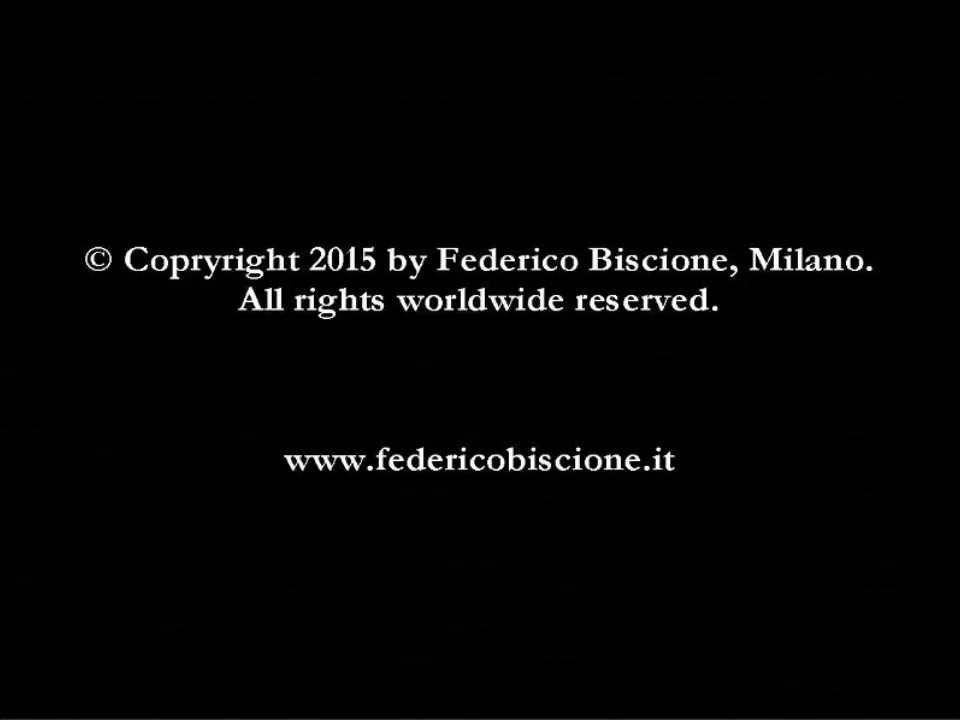 © Copryright 2015 by Federico Biscione, Milano.
All rights worldwide reserved.
www.federicobiscione.it